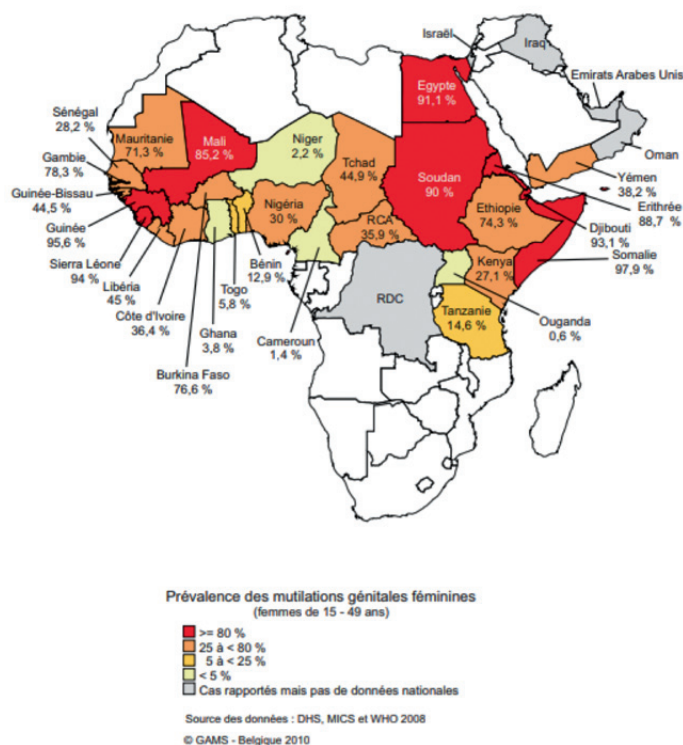 Israël
Iraq
Emirats Arabes Unis
Oman
Egypte
91,1 %
Sénégal
28,2 %
Mauritanie
71,3 %
Mali
85,2 %
Niger
2,2 %
Tchad
44,9 %
Soudan
90 %
Yémen
38,2 %
Gambie
78,3 %
Erithrée
88,7 %
Guinée-Bissau
44,5 %
Nigéria
30 %
Ethiopie
74,3 %
Djibouti
93,1 %
Guinée
95,6 %
RCA
35,9 %
Somalie
97,9 %
Sierra Léone
94 %
Bénin
12,9 %
Kenya
27,1 %
Libéria
45 %
Togo
5,8 %
RDC
Côte d'Ivoire
36,4 %
Ghana
3,8 %
Cameroun
1,4 %
Tanzanie
14,6 %
Ouganda
0,6 %
Burkina Faso
76,6 %
Prévalence des mutilations génitales féminines
(femmes de 15 - 49 ans)
>= 80 %
25 à < 80 %
5 à < 25 %
< 5 %
Cas rapportés mais pas de données nationales
Source des données : DHS, MICS et WHO 2008
© GAMS - Belgique 2010